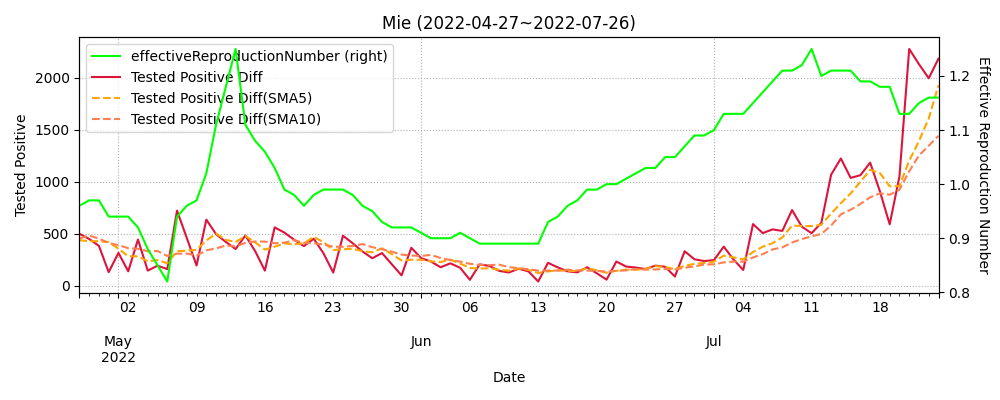 Mie (2022-04-27~2022-07-26)
effectiveReproductionNumber (right)
Tested Positive Diff
Tested Positive Diff(SMA5)
Tested Positive Diff(SMA10)
Tested Positive
2000
1500
1000
500
0
Effective Reproduction Number
1.2
1.1
1.0
0.9
0.8
02 09 16 23 30 06 13 20 27 04 11 18
May Jun Jul
2022
Date